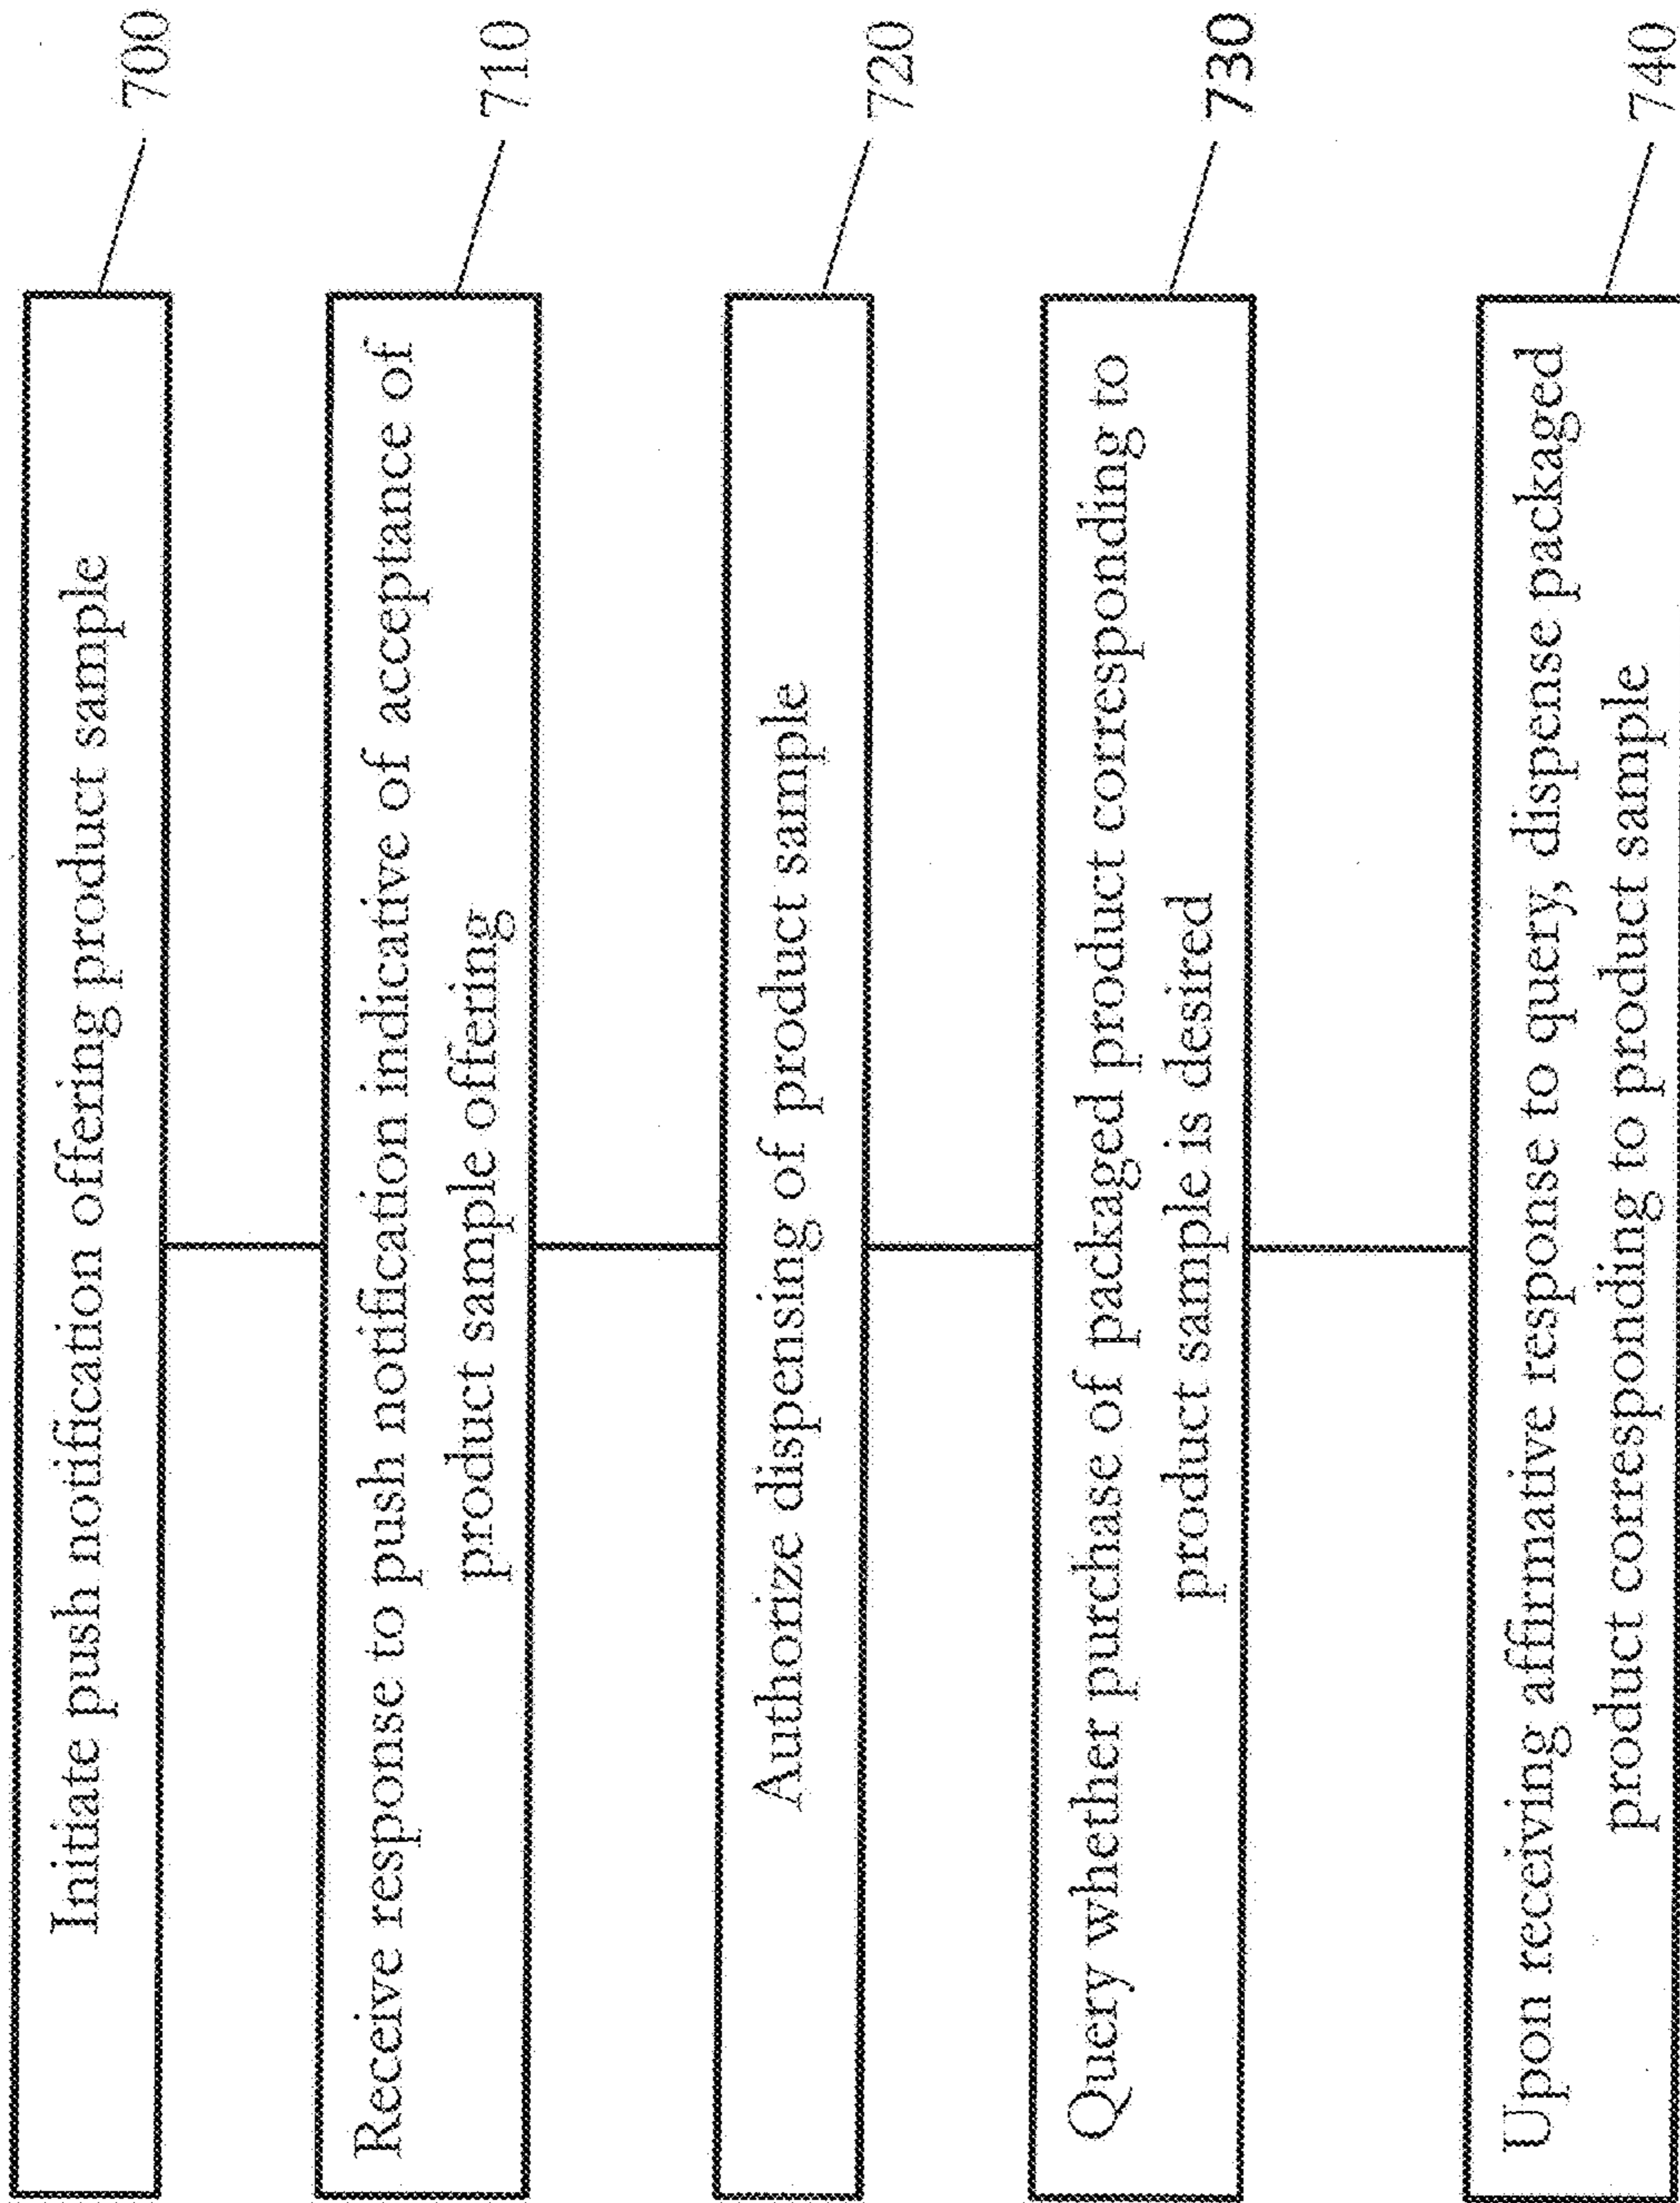 Initiate push notification offering product sample
700
Receive response to push notification indicative of acceptance of
product sample offering
710
Authorize dispensing of product sample
720
Query whether purchase of packaged product corresponding to
product sample is desired
730
Upon receiving affirmative response to query, dispense packaged
product corresponding to product sample
740